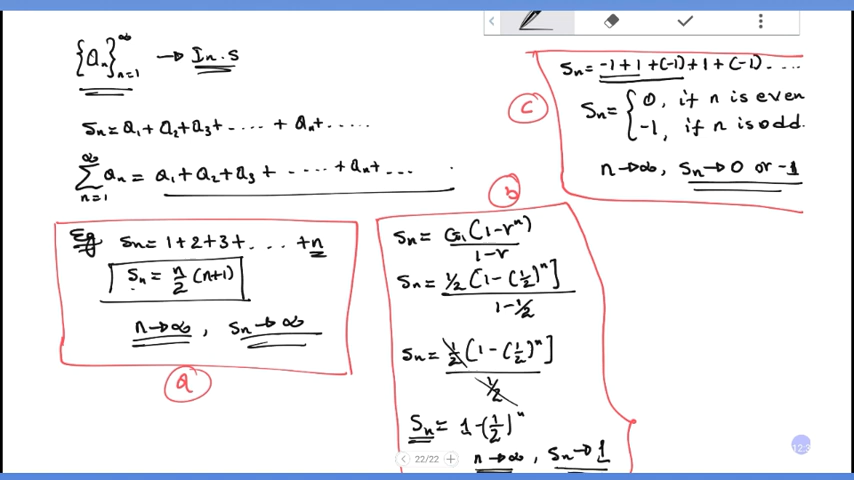 {aₙ}ₙ₌₁^∞ → In.S
Sₙ = a₁ + a₂ + a₃ + ····· + aₙ + ·····
∑ₙ₌₁^∞ aₙ = a₁ + a₂ + a₃ + ····· + aₙ + ···
Eg Sₙ = 1 + 2 + 3 + ..... + n
Sₙ = n/2 (n+1)
n→∞, Sₙ→∞
a
b
Sₙ = a₁(1-rⁿ)/1-r
Sₙ = 1/2 [1-(1/2)ⁿ]/1-1/2
Sₙ = 1/2 [1-(1/2)ⁿ]/1/2
Sₙ = 1-(1/2)ⁿ
n→∞, Sₙ→1
c
Sₙ = -1+1+(-1)+1+(-1).....
Sₙ = { 0, if n is even
-1, if n is odd.
n→∞, Sₙ→0 or -1
22/22